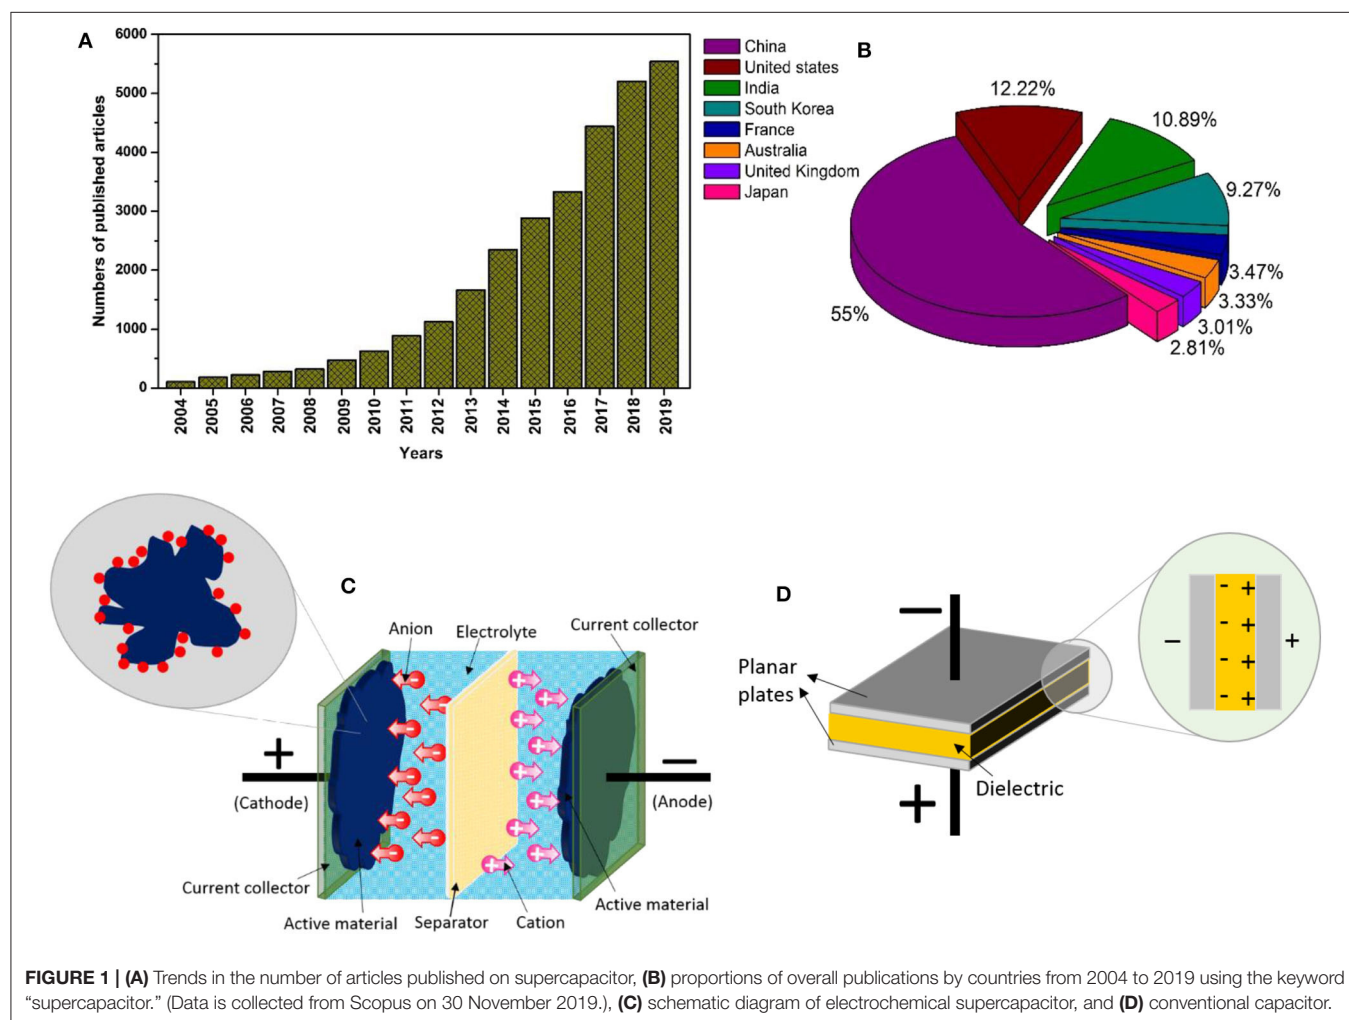 A
6000
5000
4000
3000
2000
1000
0
Numbers of published articles
2004
2005
2006
2007
2008
2009
2010
2011
2012
2013
2014
2015
2016
2017
2018
2019
Years
China
United states
India
South Korea
France
Australia
United Kingdom
Japan
B
12.22%
10.89%
9.27%
3.47%
3.33%
3.01%
2.81%
55%
C
Anion
Electrolyte
Current collector
+
(Cathode)
−
(Anode)
Current collector
Active material
Separator
Cation
Active material
D
−
Planar
plates
Dielectric
+
−
- +
- +
- +
- +
+
FIGURE 1 | (A) Trends in the number of articles published on supercapacitor, (B) proportions of overall publications by countries from 2004 to 2019 using the keyword
“supercapacitor.” (Data is collected from Scopus on 30 November 2019.), (C) schematic diagram of electrochemical supercapacitor, and (D) conventional capacitor.